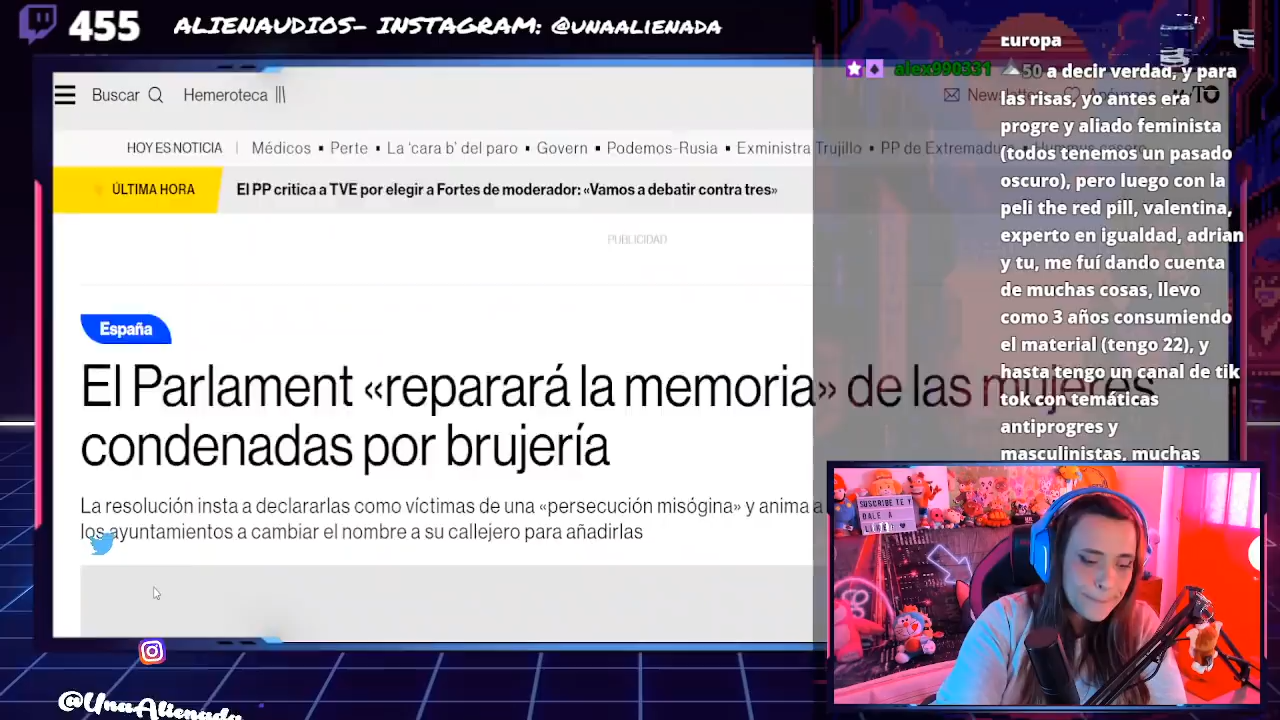 455
ALIENAUDIOS- INSTAGRAM: @UNAALIENADA
Buscar
Hemeroteca
HOY ES NOTICIA
Médicos ▪ Perte ▪ La 'cara b' del paro ▪ Govern ▪ Podemos-Rusia ▪ Exministra Trujillo ▪ PP de Extremadura
ÚLTIMA HORA
El PP critica a TVE por elegir a Fortes de moderador: «Vamos a debatir contra tres»
PUBLICIDAD
España
El Parlament «reparará la memoria» de las mujeres
condenadas por brujería
La resolución insta a declararlas como víctimas de una «persecución misógina» y anima a
los ayuntamientos a cambiar el nombre a su callejero para añadirlas
Europa
alex990331 50 a decir verdad, y para
las risas, yo antes era
progre y aliado feminista
(todos tenemos un pasado
oscuro), pero luego con la
peli the red pill, valentina,
experto en igualdad, adrian
y tu, me fuí dando cuenta
de muchas cosas, llevo
como 3 años consumiendo
el material (tengo 22), y
hasta tengo un canal de tik
tok con temáticas
antiprogres y
masculinistas, muchas
SUSCRIBETE Y
DALE A
LIKE!
@UnaAlienada